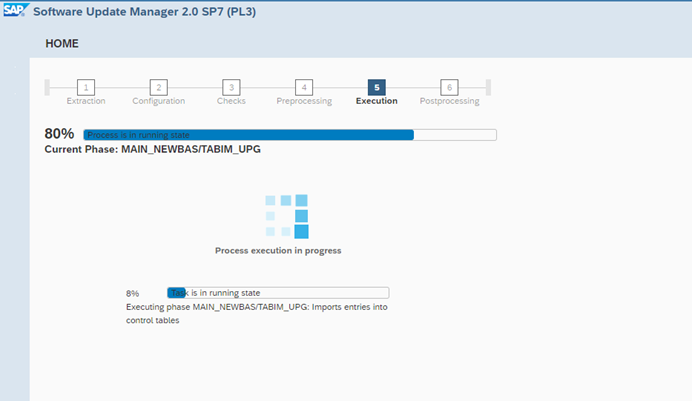 SAP Software Update Manager 2.0 SP7 (PL3)
HOME
1 2 3 4 5 6
Extraction Configuration Checks Preprocessing Execution Postprocessing
80% Process is in running state
Current Phase: MAIN_NEWBAS/TABIM_UPG
Process execution in progress
8% Task is in running state
Executing phase MAIN_NEWBAS/TABIM_UPG: Imports entries into
control tables